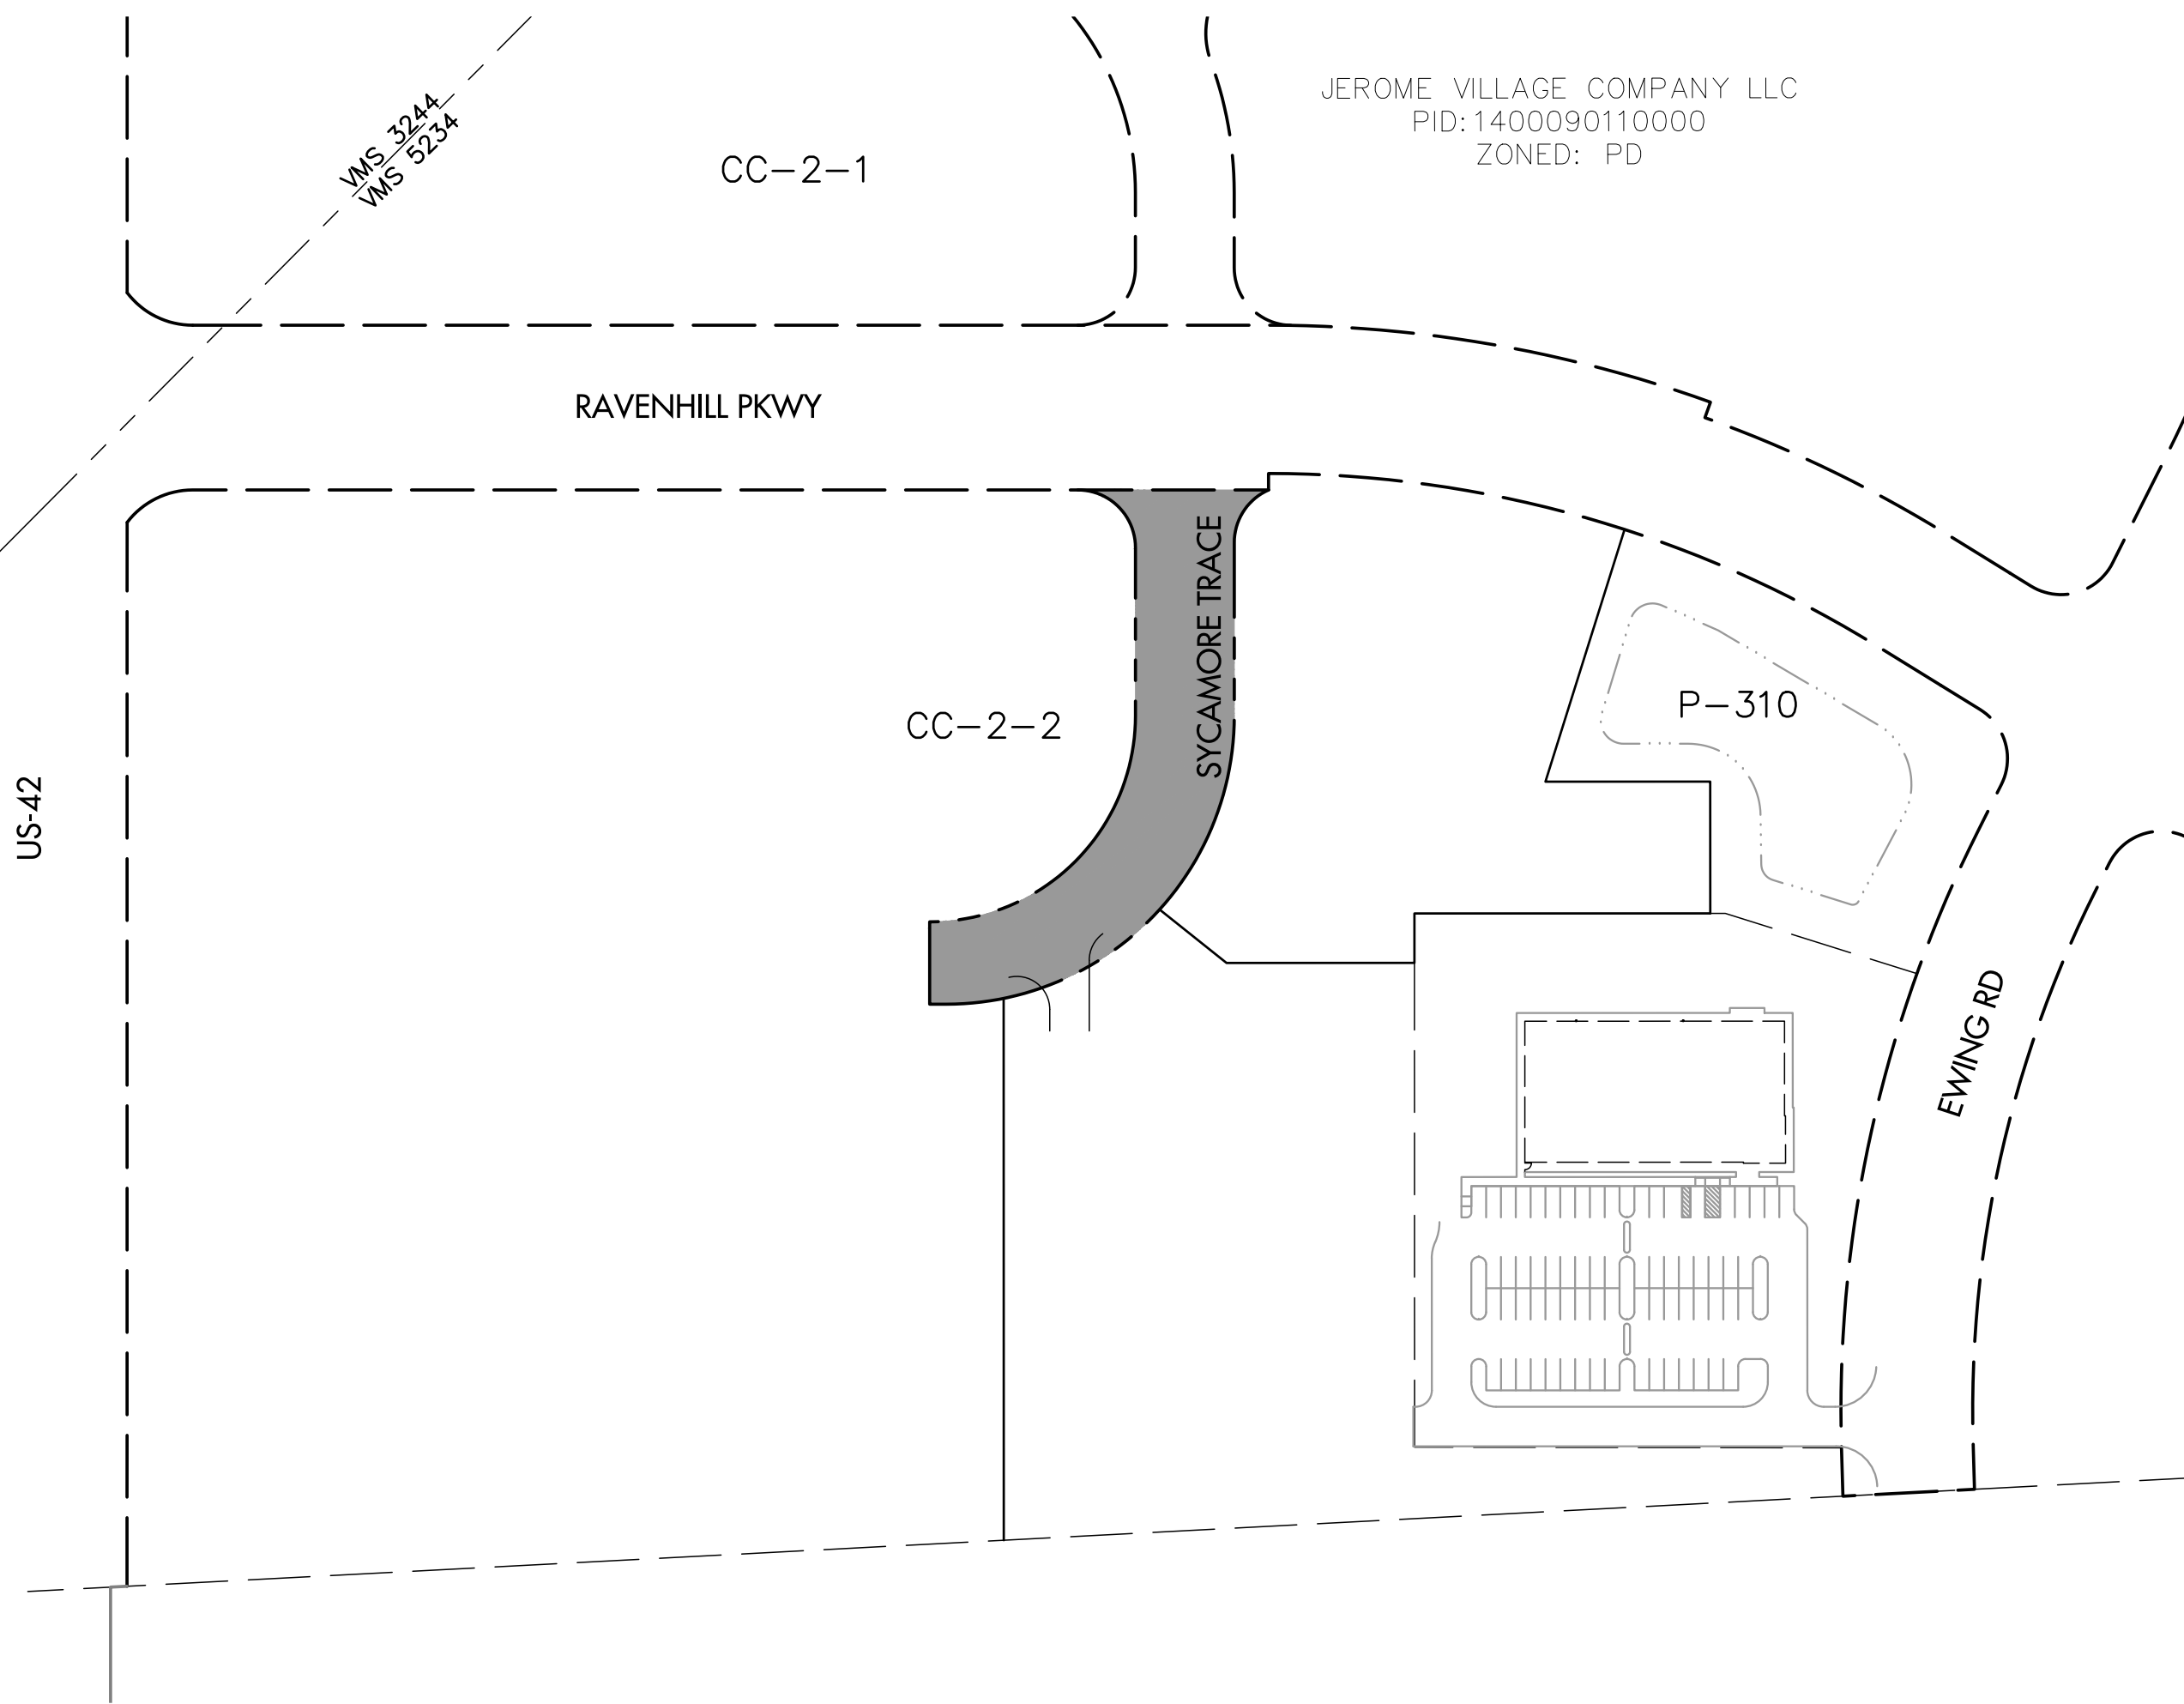 JEROME VILLAGE COMPANY LLC
PID: 1400090110000
ZONED: PD
VMS 3244
VMS 5234
CC-2-1
RAVENHILL PKWY
SYCAMORE TRACE
CC-2-2
P-310
US-42
EWING RD